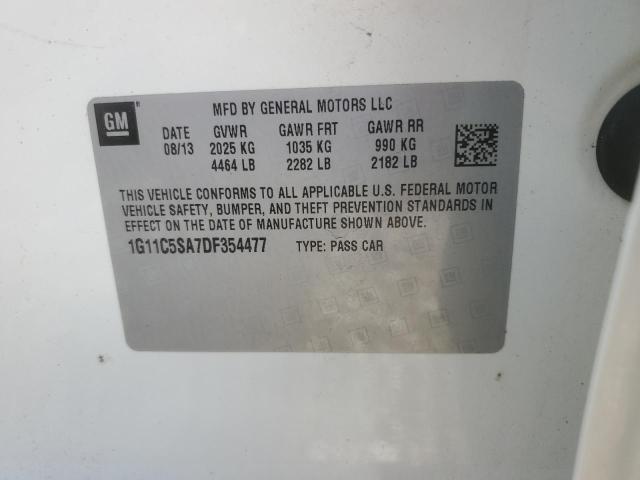 GM
MFD BY GENERAL MOTORS LLC
DATE GVWR GAWR FRT GAWR RR
08/13 2025 KG 1035 KG 990 KG
4464 LB 2282 LB 2182 LB
THIS VEHICLE CONFORMS TO ALL APPLICABLE U.S. FEDERAL MOTOR
VEHICLE SAFETY, BUMPER, AND THEFT PREVENTION STANDARDS IN
EFFECT ON THE DATE OF MANUFACTURE SHOWN ABOVE.
1G11C5SA7DF354477 TYPE: PASS CAR